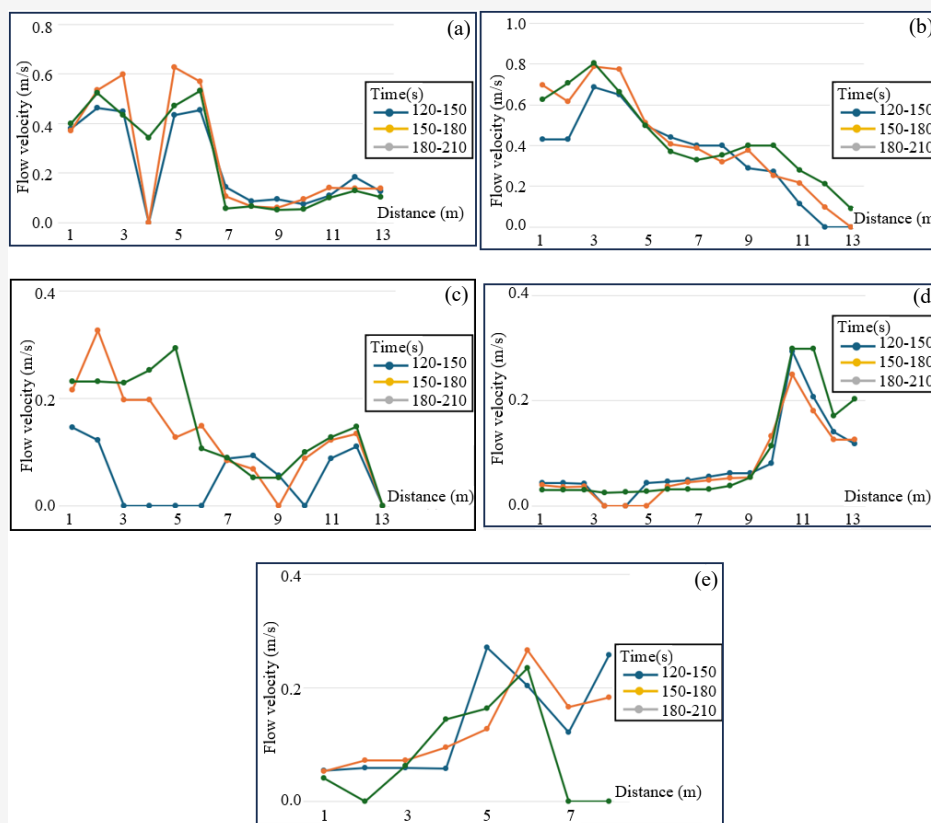 (a)
0.8
0.6
0.4
0.2
0.0
Flow velocity (m/s)
Time(s)
120-150
150-180
180-210
Distance (m)
1 3 5 7 9 11 13
(b)
1.0
0.8
0.6
0.4
0.2
0.0
Flow velocity (m/s)
Time(s)
120-150
150-180
180-210
Distance (m)
1 3 5 7 9 11 13
(c)
0.4
0.2
0.0
Flow velocity (m/s)
Time(s)
120-150
150-180
180-210
Distance (m)
1 3 5 7 9 11 13
(d)
0.4
0.2
0.0
Flow velocity (m/s)
Time(s)
120-150
150-180
180-210
Distance (m)
1 3 5 7 9 11 13
(e)
0.4
0.2
0.0
Flow velocity (m/s)
Time(s)
120-150
150-180
180-210
Distance (m)
1 3 5 7